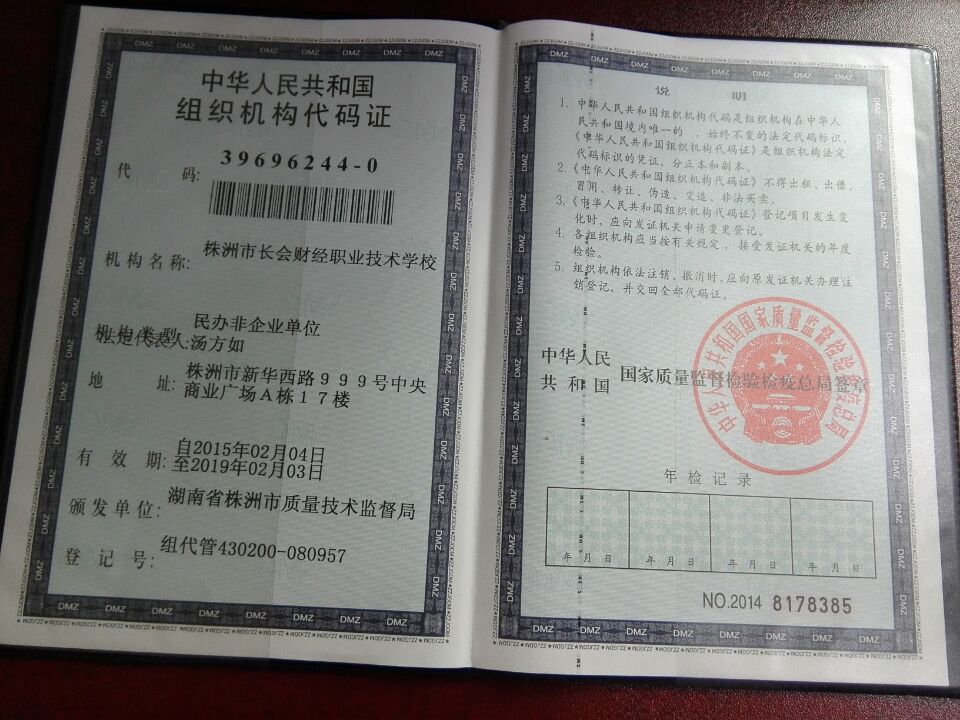 中华人民共和国
组织机构代码证
代 码: 39696244-0
机构名称: 株洲市长会财经职业技术学校
机构类型: 民办非企业单位
法定代表人: 汤方如
地 址: 株洲市新华西路999号中央
商业广场A栋17楼
有 效 期: 自2015年02月04日
至2019年02月03日
颁发单位: 湖南省株洲市质量技术监督局
登 记 号: 组代管430200-080957
说 明
1. 中华人民共和国组织机构代码是组织机构在中华人
民共和国境内唯一的、始终不变的法定代码标识,
《中华人民共和国组织机构代码证》是组织机构法定
代码标识的凭证, 分正本和副本。
2. 《中华人民共和国组织机构代码证》不得出租、出借、
冒用、转让、伪造、变造、非法买卖。
3. 《中华人民共和国组织机构代码证》登记项目发生变
化时, 应向发证机关申请变更登记。
4. 各组织机构应当按有关规定, 接受发证机关的年度
检验。
5. 组织机构依法注销、撤消时, 应向原发证机关办理注
销登记, 并交回全部代码证。
中华人民
共和国 国家质量监督检验检疫总局签章
年检记录
年 月 日 年 月 日 年 月 日 年 月 日
NO.2014 8178385